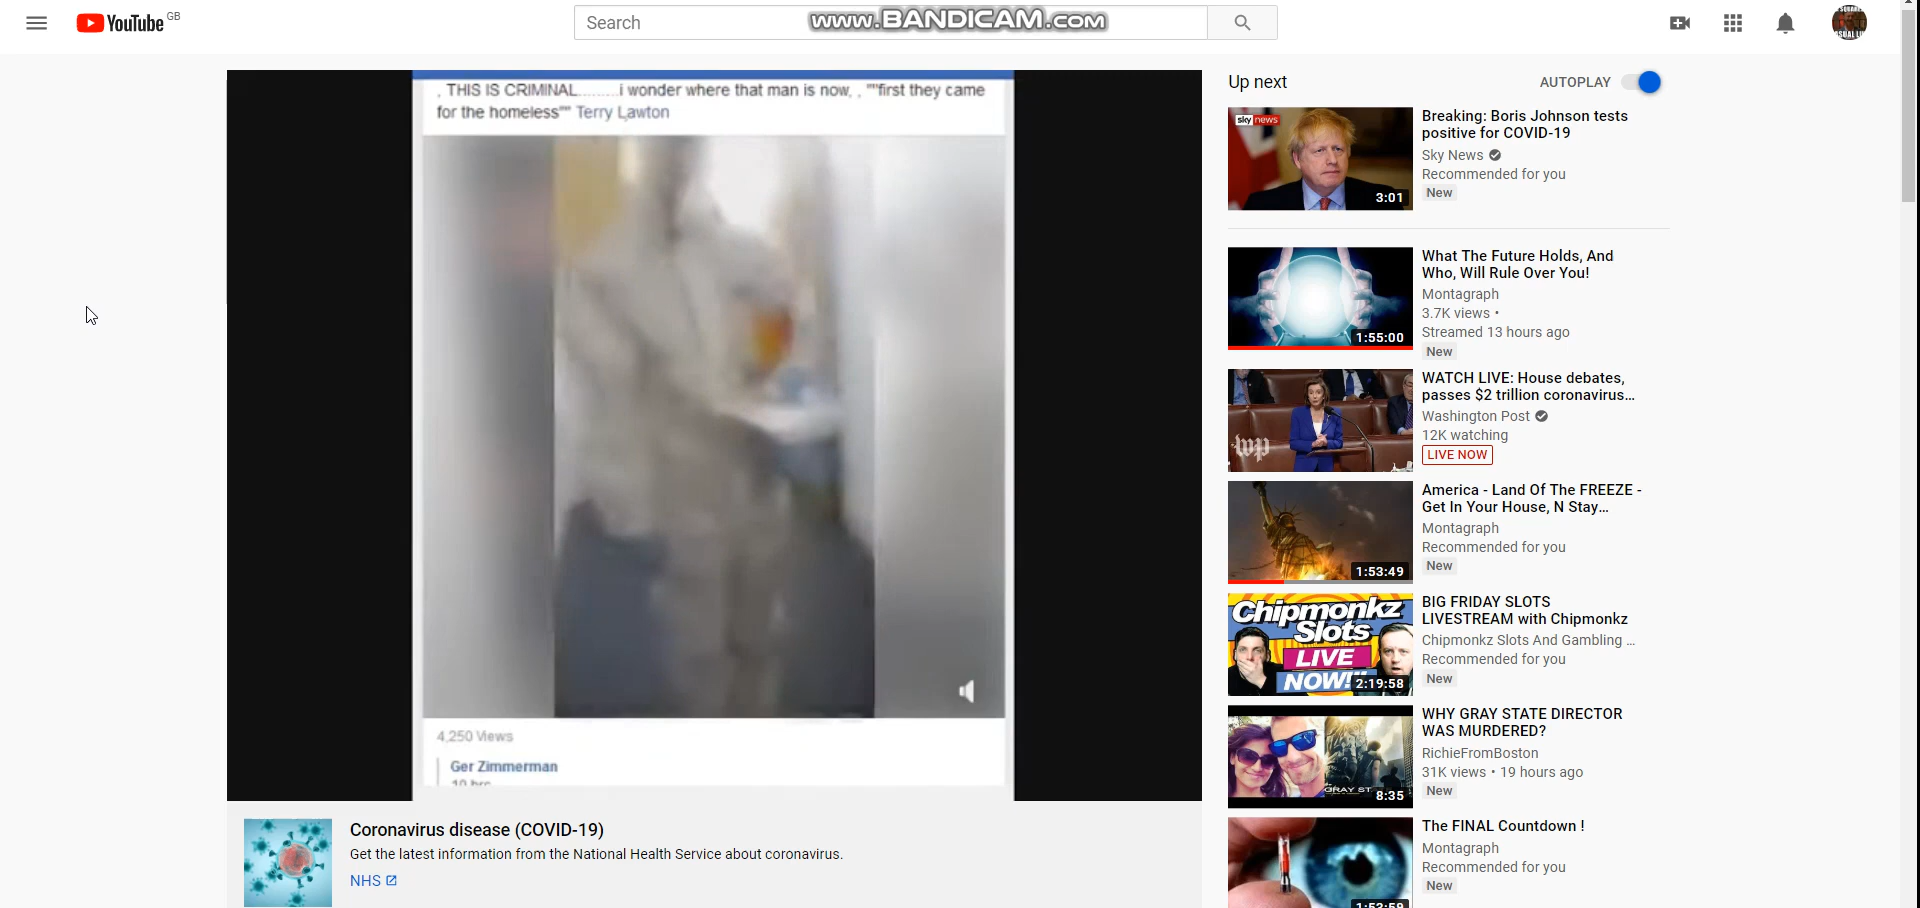 YouTube GB
Search
www.BANDICAM.com
, THIS IS CRIMINAL.........i wonder where that man is now, , ""first they came
for the homeless"" Terry Lawton
4,250 Views
Ger Zimmerman
10 hrs
Coronavirus disease (COVID-19)
Get the latest information from the National Health Service about coronavirus.
NHS
Up next
AUTOPLAY
sky news
3:01
Breaking: Boris Johnson tests
positive for COVID-19
Sky News
Recommended for you
New
1:55:00
What The Future Holds, And
Who, Will Rule Over You!
Montagraph
3.7K views •
Streamed 13 hours ago
New
wp
WATCH LIVE: House debates,
passes $2 trillion coronavirus...
Washington Post
12K watching
LIVE NOW
1:53:49
America - Land Of The FREEZE -
Get In Your House, N Stay...
Montagraph
Recommended for you
New
Chipmonkz
Slots
LIVE
NOW!
2:19:58
BIG FRIDAY SLOTS
LIVESTREAM with Chipmonkz
Chipmonkz Slots And Gambling ...
Recommended for you
New
GRAY ST
8:35
WHY GRAY STATE DIRECTOR
WAS MURDERED?
RichieFromBoston
31K views • 19 hours ago
New
1:53:59
The FINAL Countdown !
Montagraph
Recommended for you
New